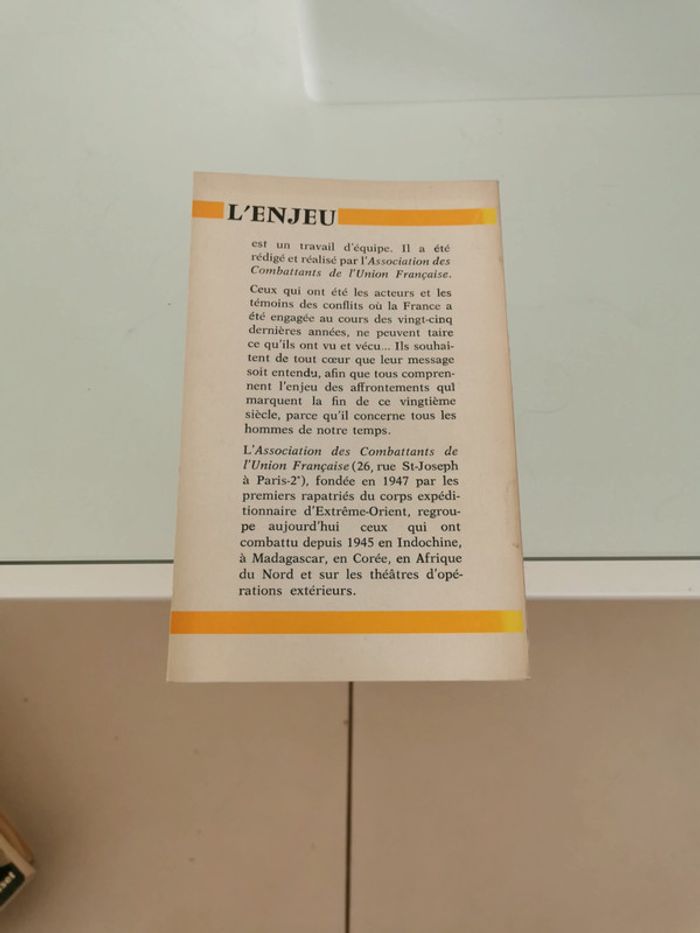 L'ENJEU
est un travail d'équipe. Il a été
rédigé et réalisé par l'Association des
Combattants de l'Union Française.
Ceux qui ont été les acteurs et les
témoins des conflits où la France a
été engagée au cours des vingt-cinq
dernières années, ne peuvent taire
ce qu'ils ont vu et vécu... Ils souhai-
tent de tout cœur que leur message
soit entendu, afin que tous compren-
nent l'enjeu des affrontements qui
marquent la fin de ce vingtième
siècle, parce qu'il concerne tous les
hommes de notre temps.
L'Association des Combattants de
l'Union Française (26, rue St-Joseph
à Paris-2°), fondée en 1947 par les
premiers rapatriés du corps expédi-
tionnaire d'Extrême-Orient, regrou-
pe aujourd'hui ceux qui ont
combattu depuis 1945 en Indochine,
à Madagascar, en Corée, en Afrique
du Nord et sur les théâtres d'opé-
rations extérieurs.